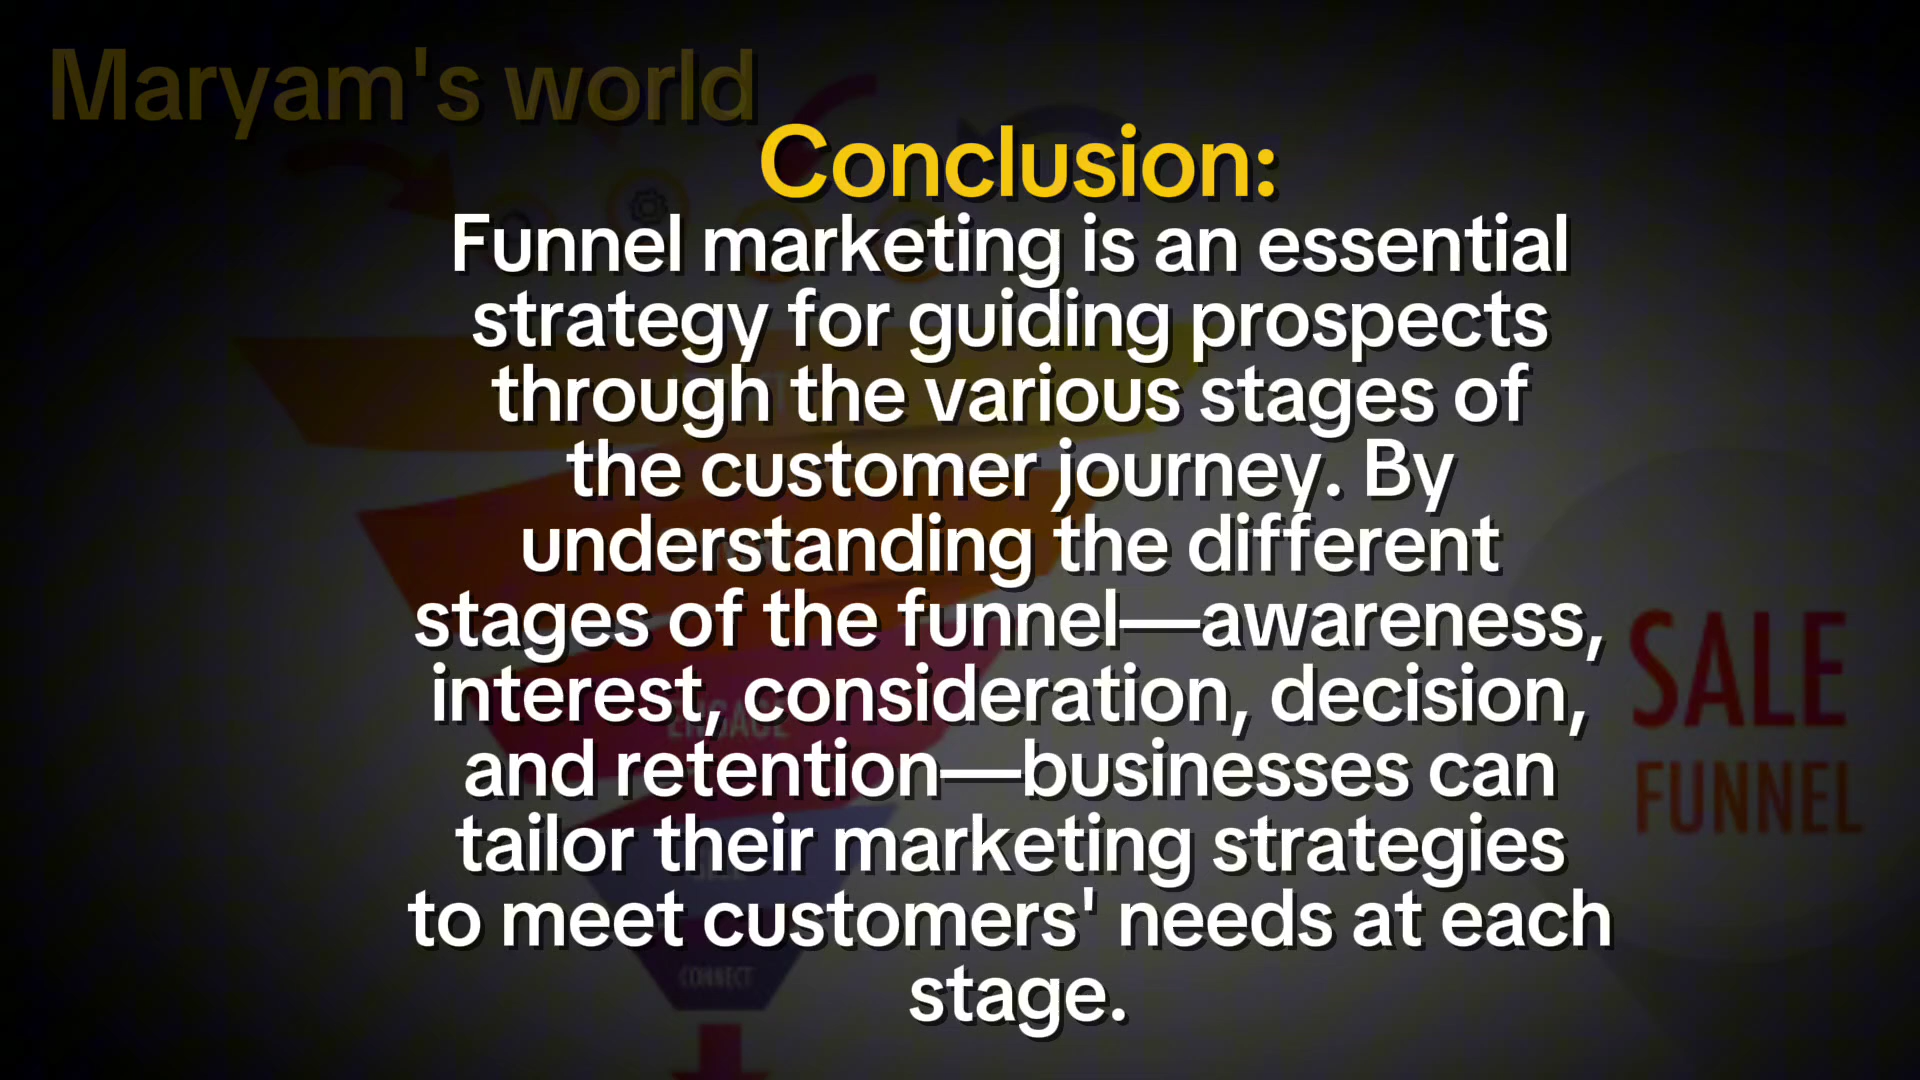 Maryam's world
Conclusion:
Funnel marketing is an essential
strategy for guiding prospects
through the various stages of
the customer journey. By
understanding the different
stages of the funnel—awareness,
interest, consideration, decision,
and retention—businesses can
tailor their marketing strategies
to meet customers' needs at each
stage.
SALE
FUNNEL
ENGAGE
CONNECT